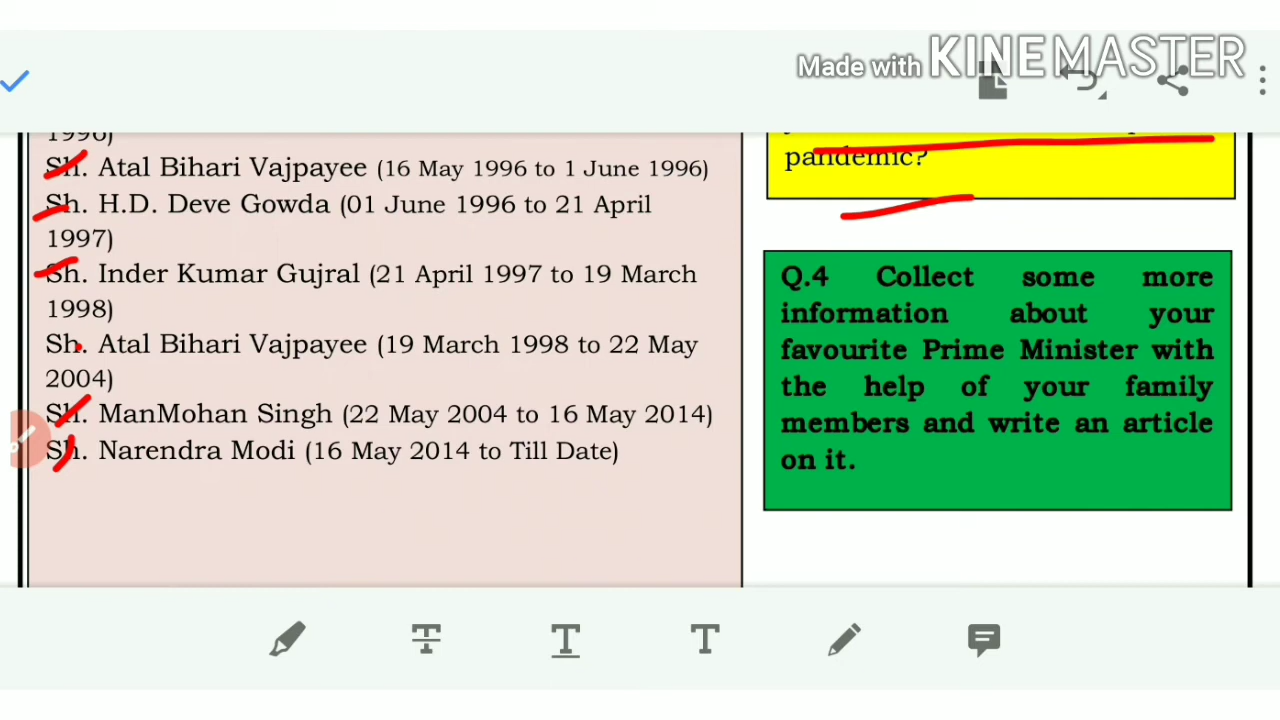 Made with KINEMASTER
1996)
Sh. Atal Bihari Vajpayee (16 May 1996 to 1 June 1996)
Sh. H.D. Deve Gowda (01 June 1996 to 21 April
1997)
Sh. Inder Kumar Gujral (21 April 1997 to 19 March
1998)
Sh. Atal Bihari Vajpayee (19 March 1998 to 22 May
2004)
Sh. ManMohan Singh (22 May 2004 to 16 May 2014)
Sh. Narendra Modi (16 May 2014 to Till Date)
pandemic?
Q.4 Collect some more
information about your
favourite Prime Minister with
the help of your family
members and write an article
on it.